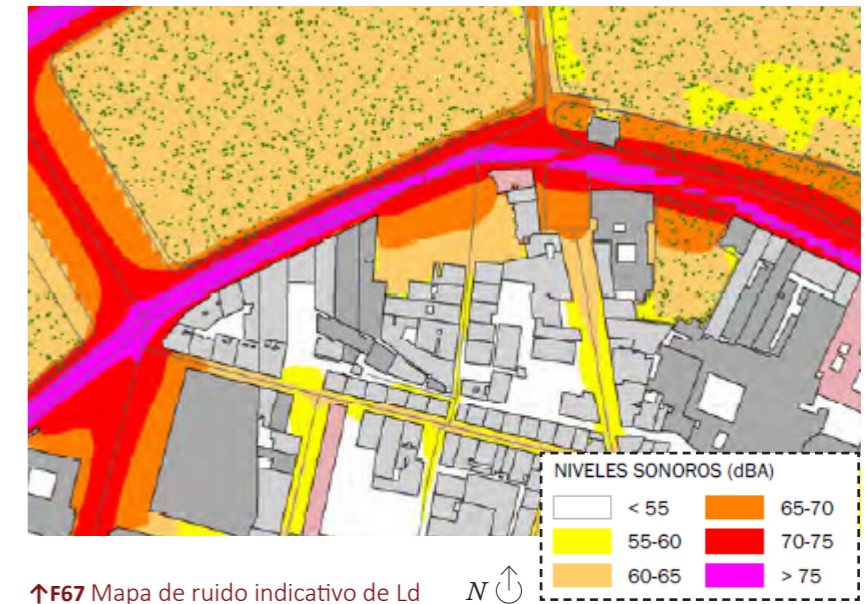 NIVELES SONOROS (dBA)
< 55 65-70
55-60 70-75
60-65 > 75
↑F67 Mapa de ruido indicativo de Ld N